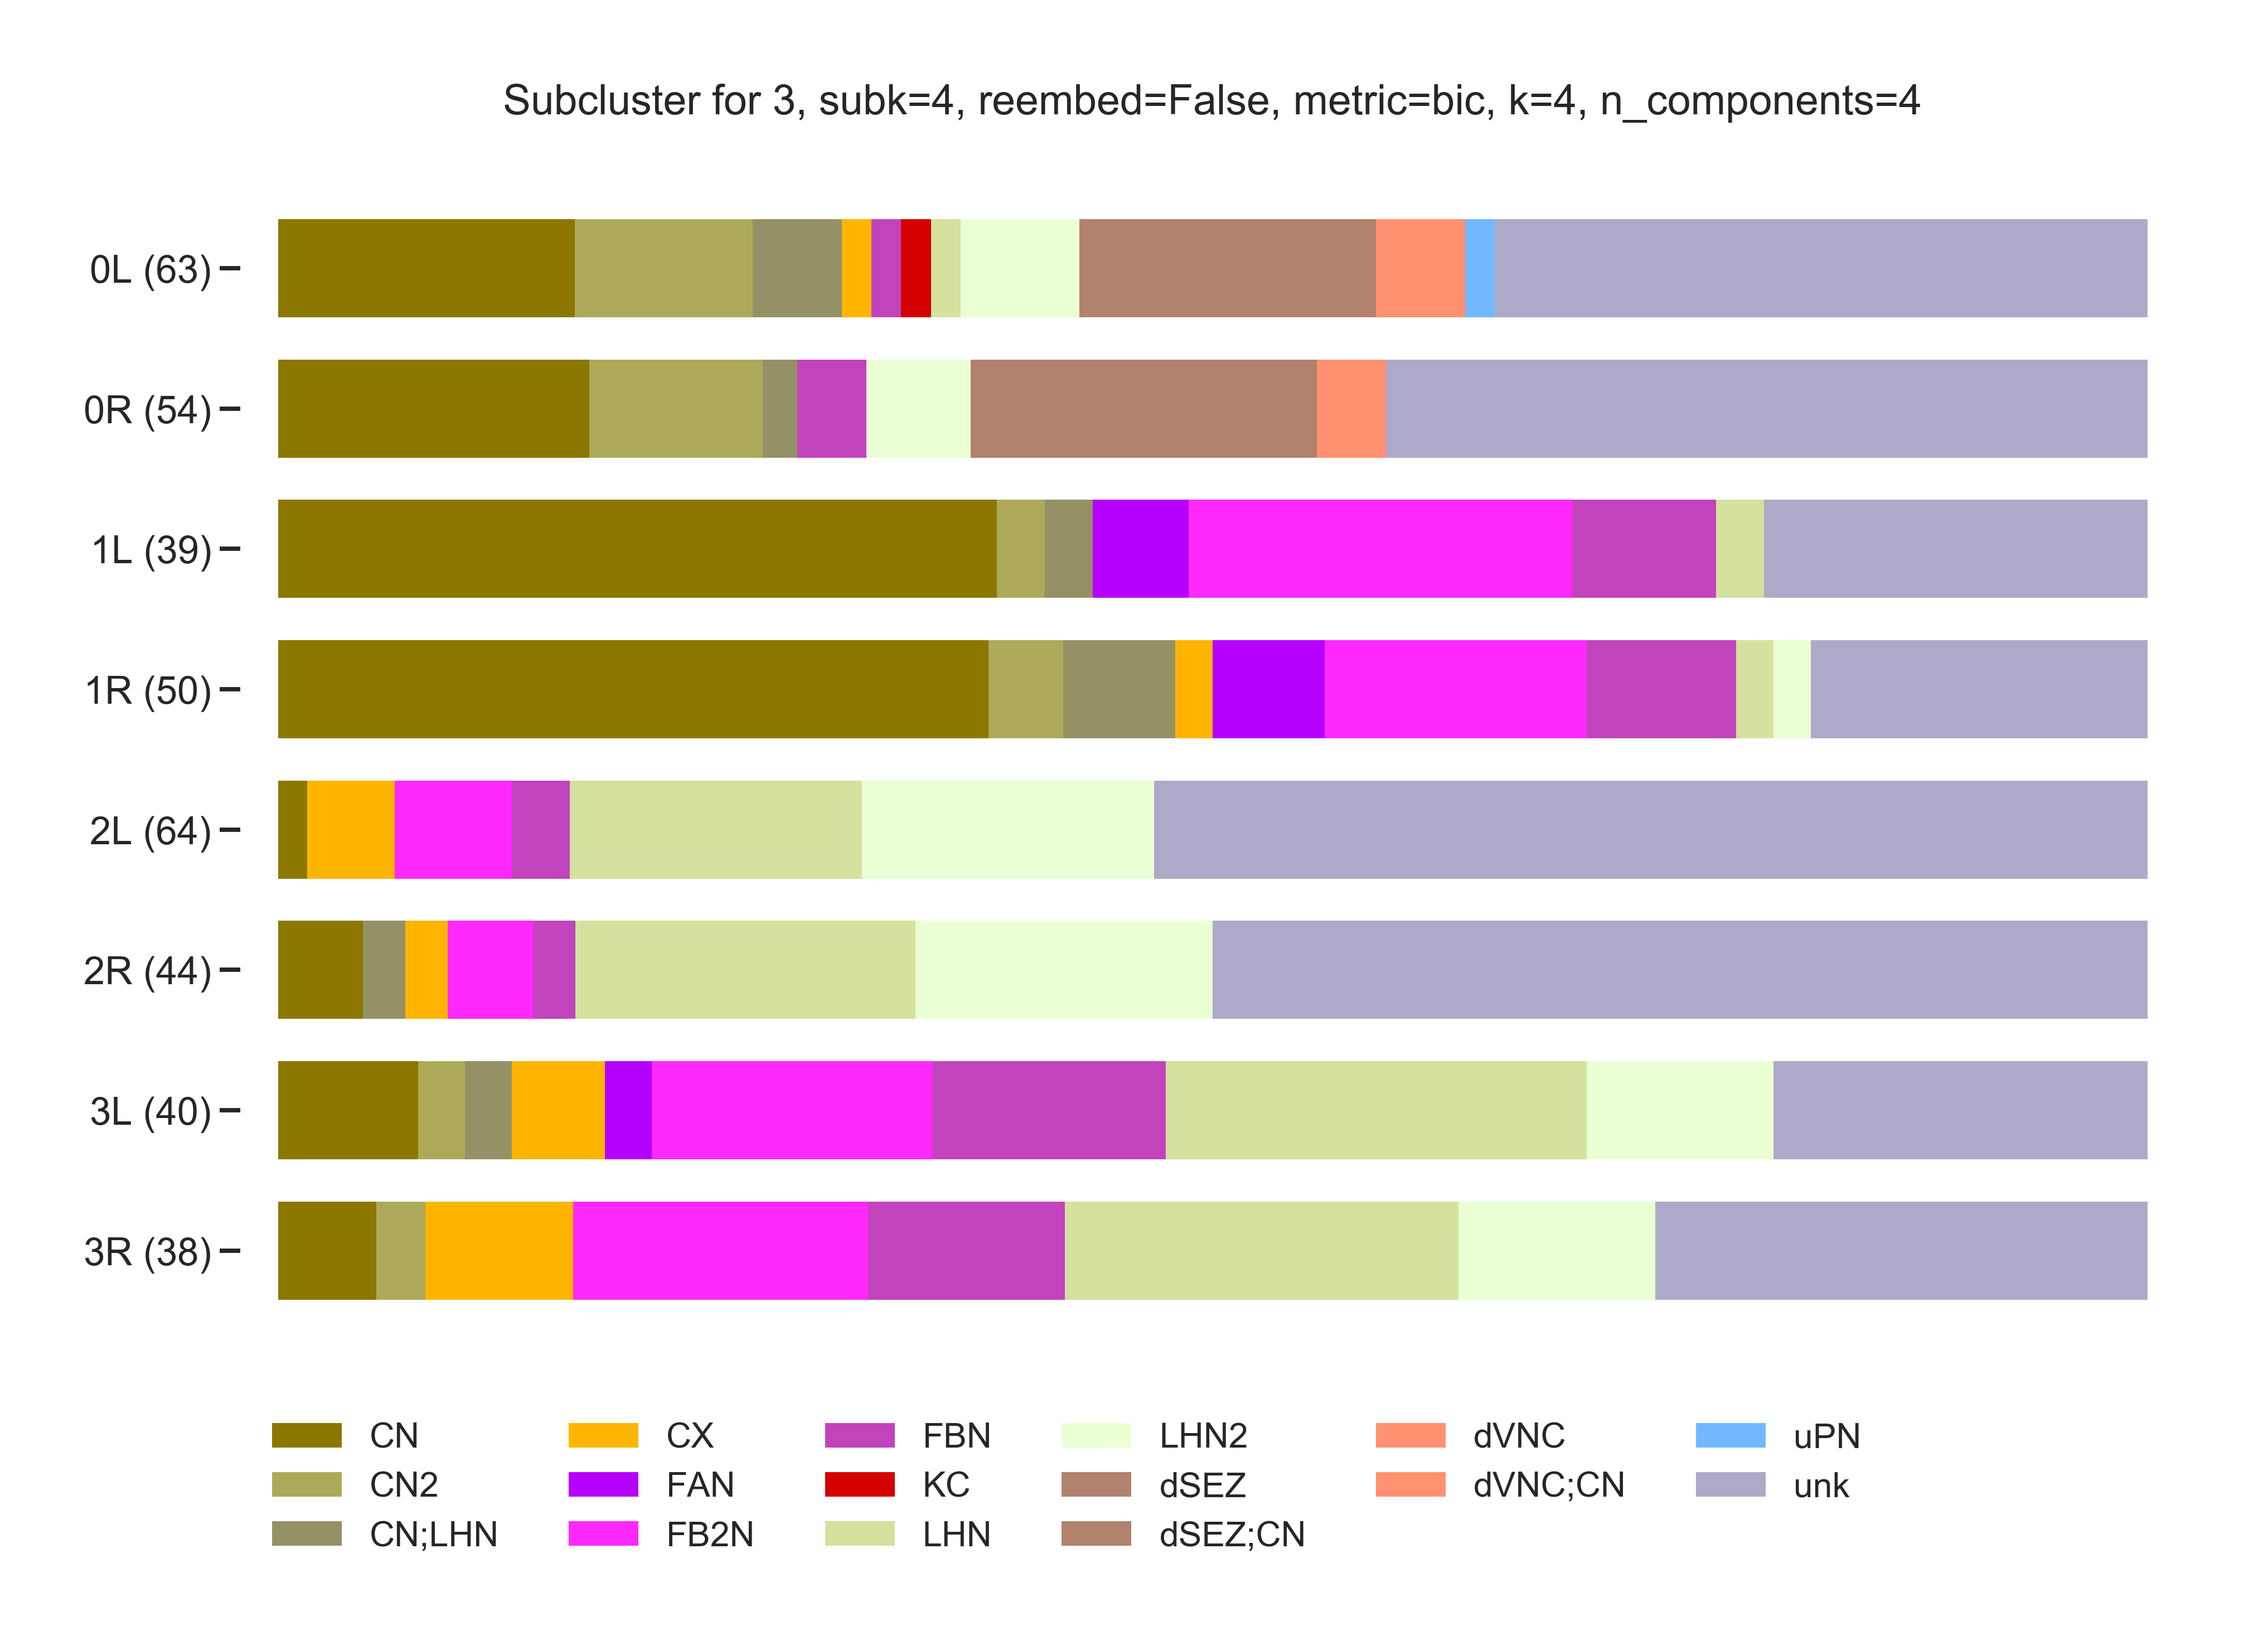 Subcluster for 3, subk=4, reembed=False, metric=bic, k=4, n_components=4
0L (63)
0R (54)
1L (39)
1R (50)
2L (64)
2R (44)
3L (40)
3R (38)
CN CX FBN LHN2 dVNC uPN
CN2 FAN KC dSEZ dVNC;CN unk
CN;LHN FB2N LHN dSEZ;CN